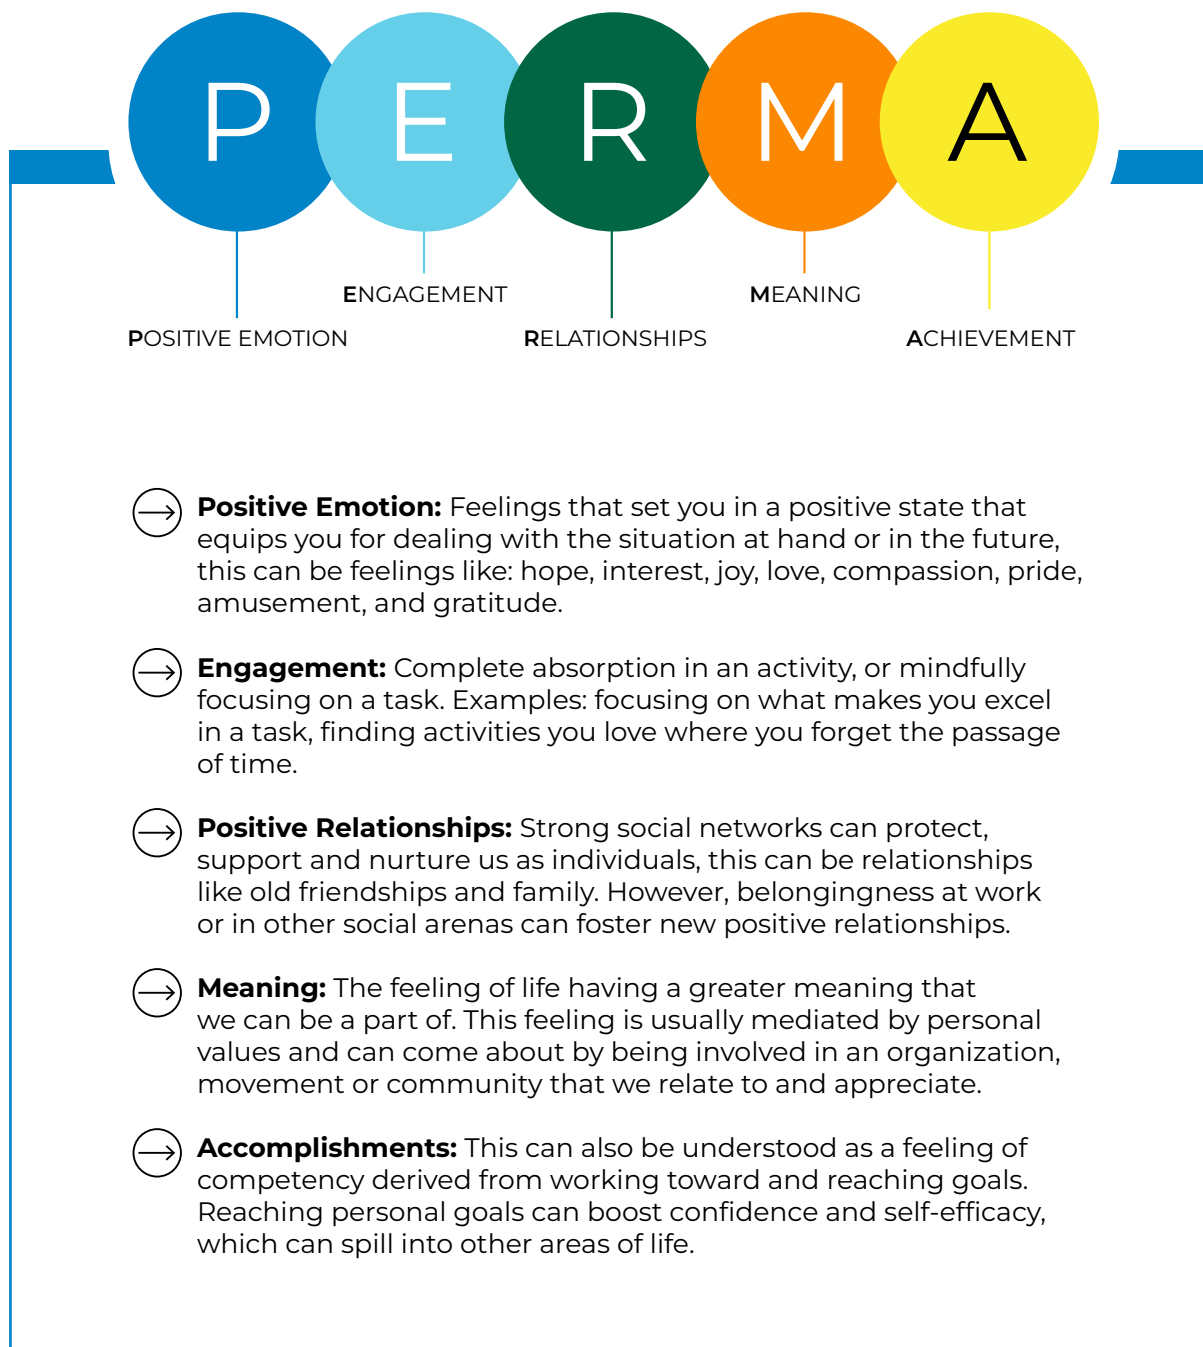 P E R M A
ENGAGEMENT MEANING
POSITIVE EMOTION RELATIONSHIPS ACHIEVEMENT
Positive Emotion: Feelings that set you in a positive state that
equips you for dealing with the situation at hand or in the future,
this can be feelings like: hope, interest, joy, love, compassion, pride,
amusement, and gratitude.
Engagement: Complete absorption in an activity, or mindfully
focusing on a task. Examples: focusing on what makes you excel
in a task, finding activities you love where you forget the passage
of time.
Positive Relationships: Strong social networks can protect,
support and nurture us as individuals, this can be relationships
like old friendships and family. However, belongingness at work
or in other social arenas can foster new positive relationships.
Meaning: The feeling of life having a greater meaning that
we can be a part of. This feeling is usually mediated by personal
values and can come about by being involved in an organization,
movement or community that we relate to and appreciate.
Accomplishments: This can also be understood as a feeling of
competency derived from working toward and reaching goals.
Reaching personal goals can boost confidence and self-efficacy,
which can spill into other areas of life.